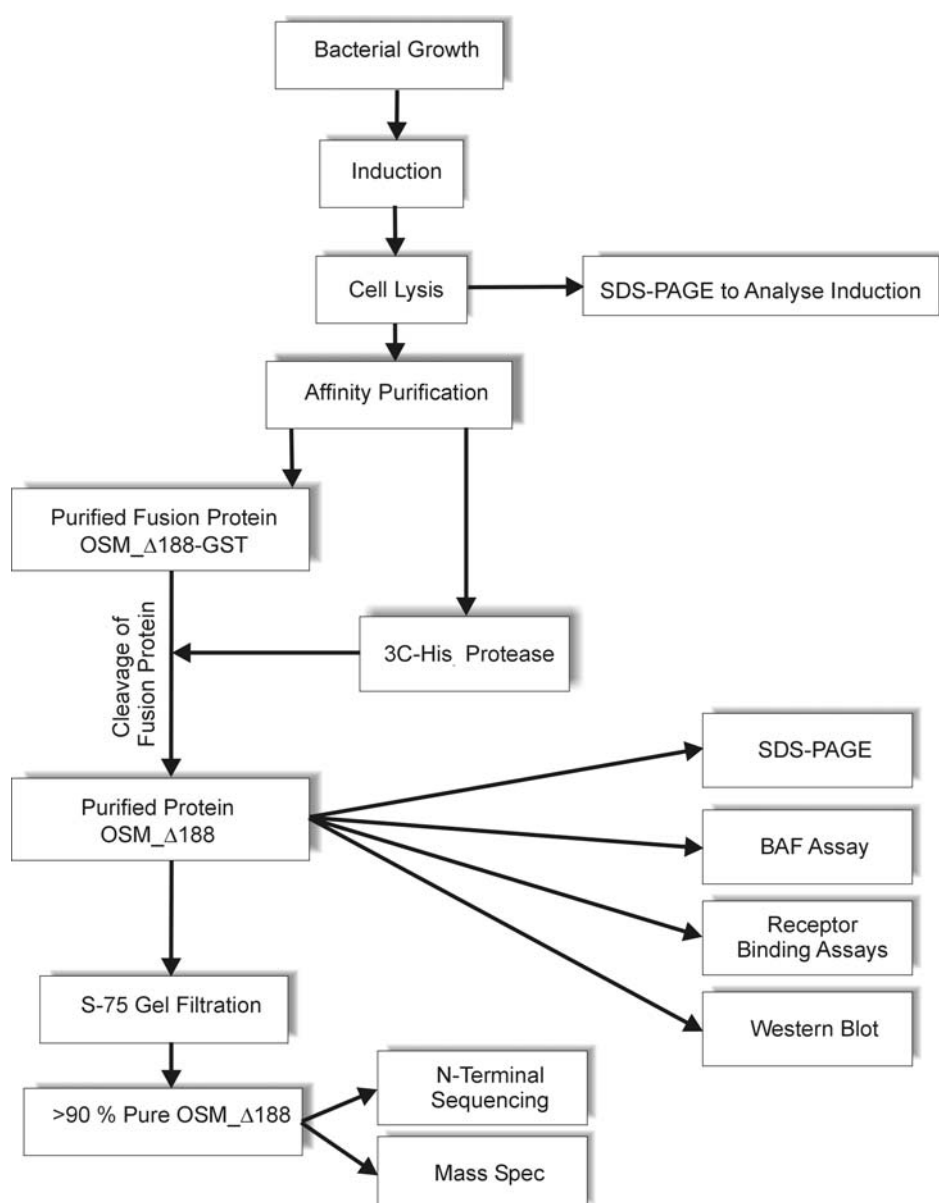 Bacterial Growth
Induction
Cell Lysis
SDS-PAGE to Analyse Induction
Affinity Purification
Purified Fusion Protein
OSM_Δ188-GST
Cleavage of
Fusion Protein
3C-His Protease
Purified Protein
OSM_Δ188
SDS-PAGE
BAF Assay
Receptor
Binding Assays
Western Blot
S-75 Gel Filtration
>90 % Pure OSM_Δ188
N-Terminal
Sequencing
Mass Spec